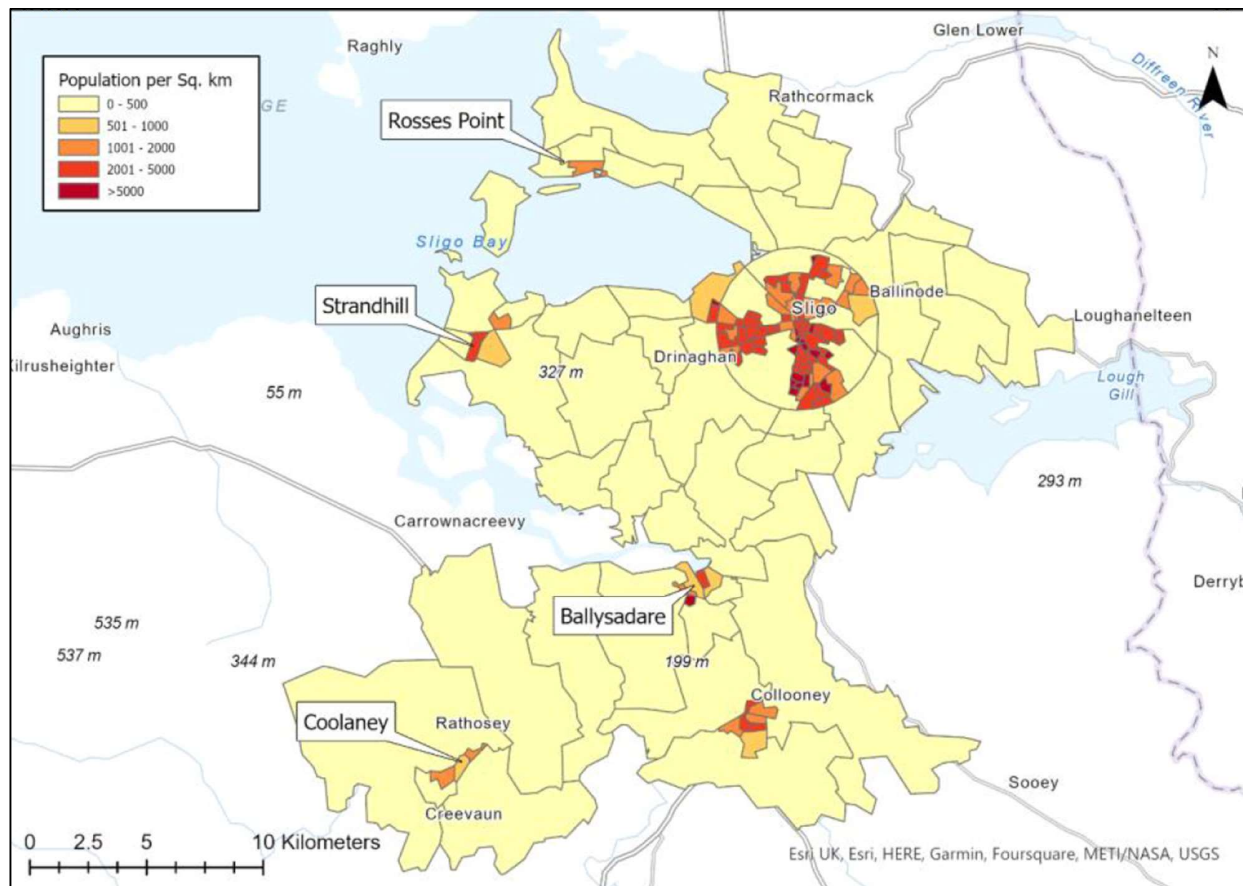 Population per Sq. km
0 - 500
501 - 1000
1001 - 2000
2001 - 5000
>5000
GE
Raghly
Glen Lower
Diffreen River
N
Rathcormack
Rosses Point
Sligo Bay
Ballinode
Sligo
Strandhill
Loughanelteen
Aughris
Kilrusheighter
Drinaghan
327 m
Lough
Gill
55 m
293 m
Carrownacreevy
Derryb
Ballysadare
535 m
537 m
344 m
199 m
Collooney
Coolaney
Rathosey
Sooey
Creevaun
0 2.5 5 10 Kilometers
Esri UK, Esri, HERE, Garmin, Foursquare, METI/NASA, USGS